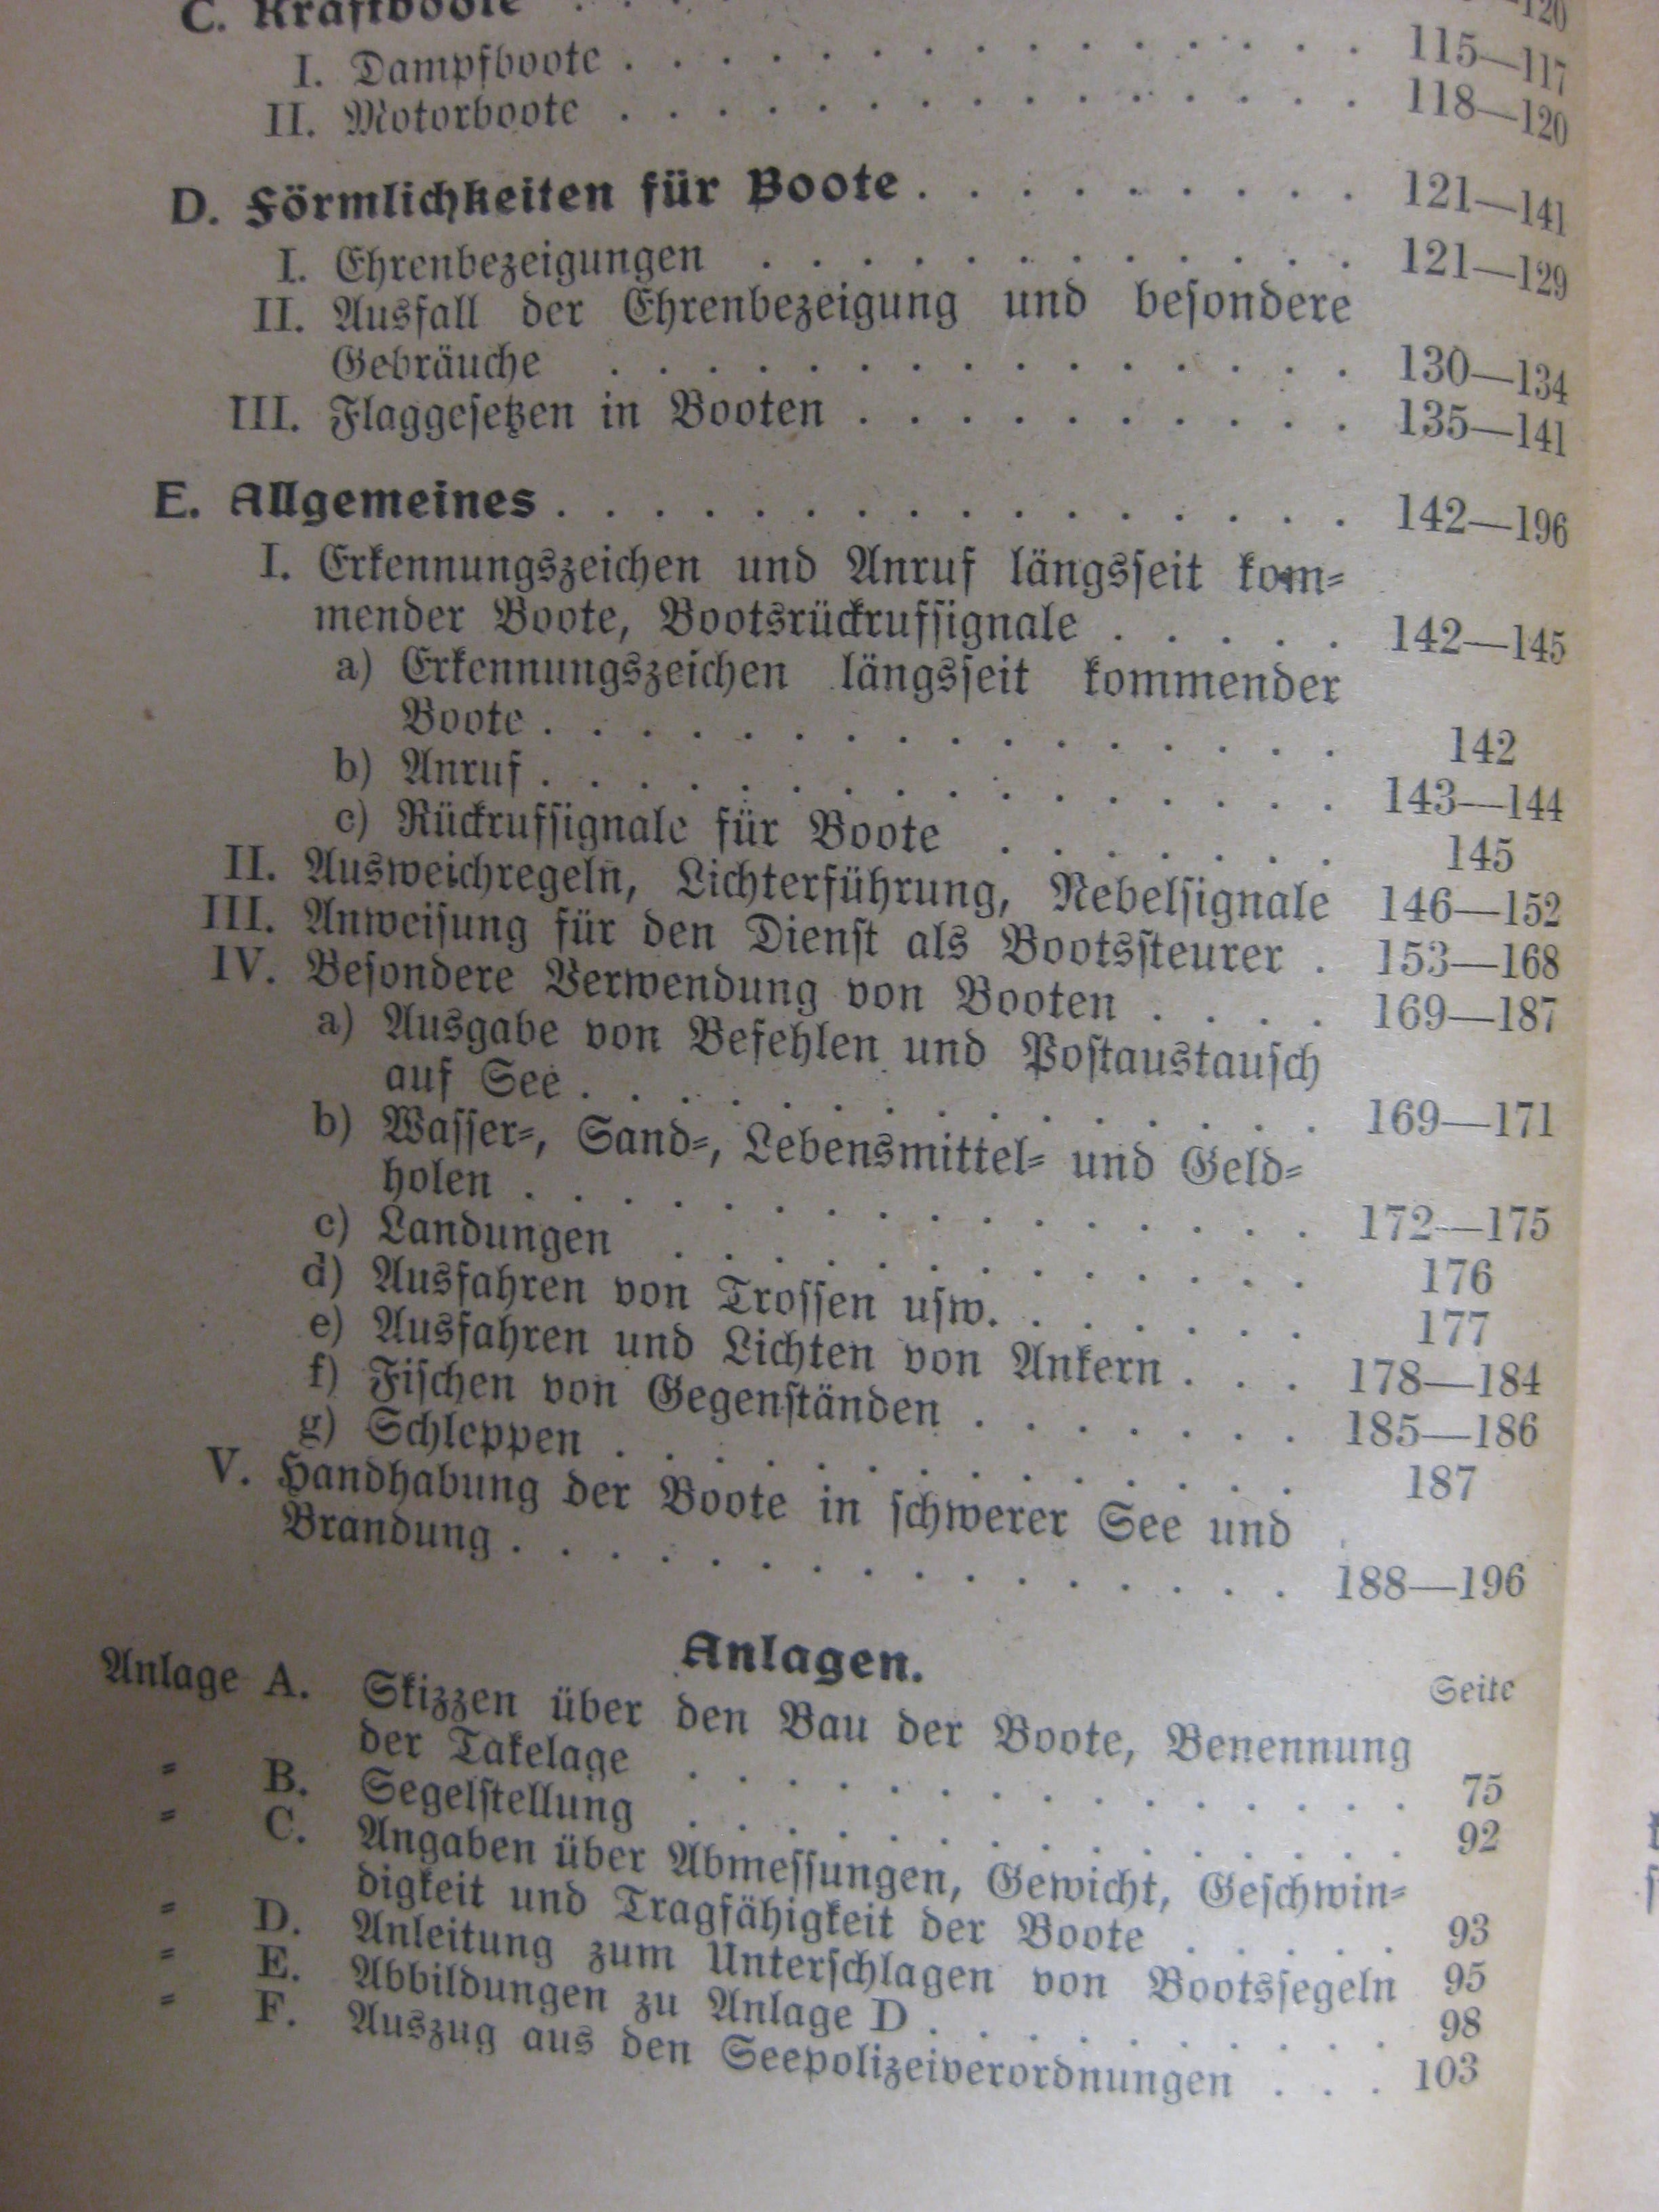 C. Kraftboote . . —120
I. Dampfboote . . . . . . . . . . . . . . . 115—117
II. Motorboote . . . . . . . . . . . . . . . 118—120
D. Förmlichkeiten für Boote . . . . . . . . . 121—141
I. Ehrenbezeigungen . . . . . . . . . . . . 121—129
II. Ausfall der Ehrenbezeigung und besondere
Gebräuche . . . . . . . . . . . . . . . 130—134
III. Flaggesetzen in Booten . . . . . . . . . . 135—141
E. Allgemeines . . . . . . . . . . . . . . . . 142—196
I. Erkennungszeichen und Anruf längsseit kom-
mender Boote, Bootsrückrufsignale . . . . . 142—145
a) Erkennungszeichen längsseit kommender
Boote . . . . . . . . . . . . . . . . 142
b) Anruf . . . . . . . . . . . . . . . . 143—144
c) Rückrufsignale für Boote . . . . . . . 145
II. Ausweichregeln, Lichterführung, Nebelsignale 146—152
III. Anweisung für den Dienst als Bootssteurer . 153—168
IV. Besondere Verwendung von Booten . . . . 169—187
a) Ausgabe von Befehlen und Postaustausch
auf See . . . . . . . . . . . . . . . 169—171
b) Wasser-, Sand-, Lebensmittel- und Geld-
holen . . . . . . . . . . . . . . . . 172—175
c) Landungen . . . . . . . . . . . . . 176
d) Ausfahren von Trossen usw. . . . . . . 177
e) Ausfahren und Lichten von Ankern . . . 178—184
f) Fischen von Gegenständen . . . . . . . 185—186
g) Schleppen . . . . . . . . . . . . . . 187
V. Handhabung der Boote in schwerer See und
Brandung . . . . . . . . . . . . . . . . 188—196
Anlagen.
Seite
Anlage A. Skizzen über den Bau der Boote, Benennung
der Takelage . . . . . . . . . . . . . . . 75
" B. Segelstellung . . . . . . . . . . . . . . . 92
" C. Angaben über Abmessungen, Gewicht, Geschwin-
digkeit und Tragfähigkeit der Boote . . . . . 93
" D. Anleitung zum Unterschlagen von Bootssegeln 95
" E. Abbildungen zu Anlage D . . . . . . . . . . 98
" F. Auszug aus den Seepolizeiverordnungen . . . 103